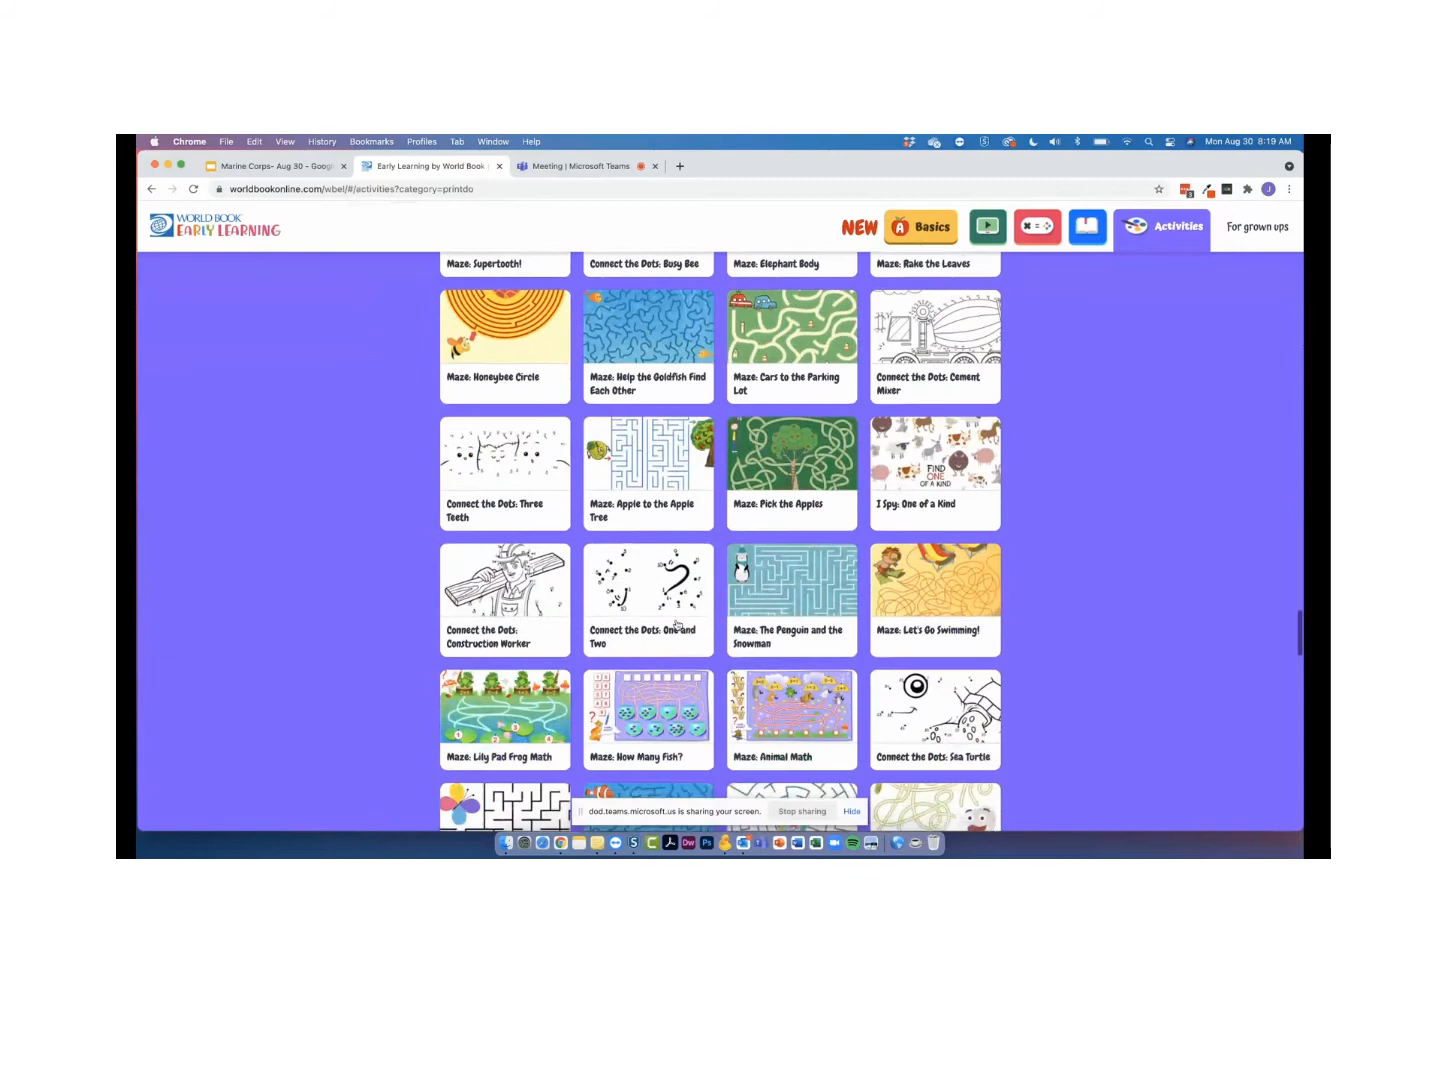 Chrome File Edit View History Bookmarks Profiles Tab Window Help
Mon Aug 30 8:19 AM
Marine Corps- Aug 30 - Googl
Early Learning by World Book
Meeting | Microsoft Teams
worldbookonline.com/wbel/#/activities?category=printdo
WORLD BOOK
EARLY LEARNING
NEW
A Basics
Activities
For grown ups
Maze: Supertooth!
Connect the Dots: Busy Bee
Maze: Elephant Body
Maze: Rake the Leaves
Maze: Honeybee Circle
Maze: Help the Goldfish Find
Each Other
Maze: Cars to the Parking
Lot
Connect the Dots: Cement
Mixer
FIND
ONE
OF A KIND
Connect the Dots: Three
Teeth
Maze: Apple to the Apple
Tree
Maze: Pick the Apples
I Spy: One of a Kind
Connect the Dots:
Construction Worker
Connect the Dots: One and
Two
Maze: The Penguin and the
Snowman
Maze: Let's Go Swimming!
Maze: Lily Pad Frog Math
Maze: How Many Fish?
Maze: Animal Math
Connect the Dots: Sea Turtle
dod.teams.microsoft.us is sharing your screen.
Stop sharing
Hide